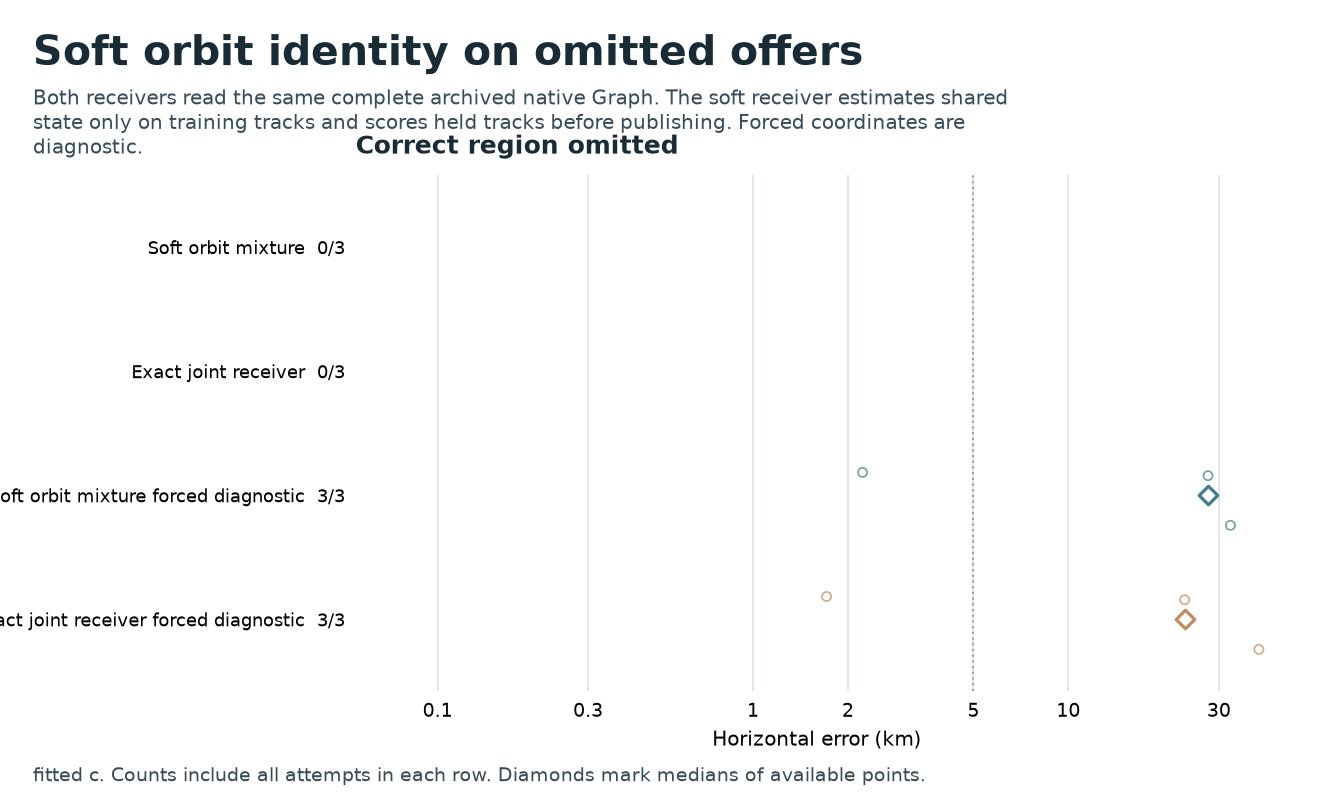 Soft orbit identity on omitted offers
Both receivers read the same complete archived native Graph. The soft receiver estimates shared
state only on training tracks and scores held tracks before publishing. Forced coordinates are
diagnostic.
Correct region omitted
Soft orbit mixture 0/3
Exact joint receiver 0/3
oft orbit mixture forced diagnostic 3/3
act joint receiver forced diagnostic 3/3
0.1 0.3 1 2 5 10 30
Horizontal error (km)
fitted c. Counts include all attempts in each row. Diamonds mark medians of available points.